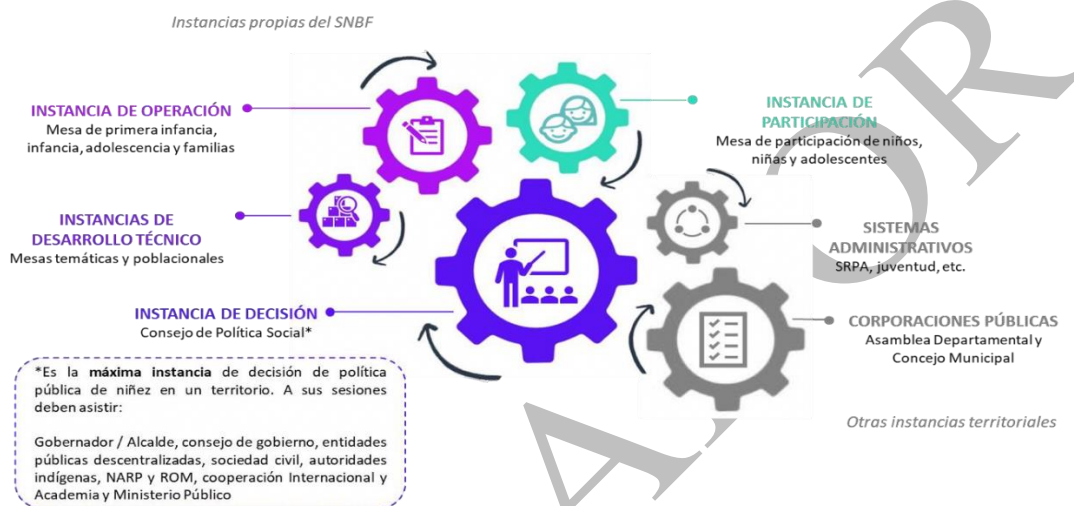 Instancias propias del SNBF
INSTANCIA DE OPERACIÓN
Mesa de primera infancia,
infancia, adolescencia y familias
INSTANCIAS DE
DESARROLLO TÉCNICO
Mesas temáticas y poblacionales
INSTANCIA DE DECISIÓN
Consejo de Política Social*
*Es la máxima instancia de decisión de política
pública de niñez en un territorio. A sus sesiones
deben asistir:
Gobernador / Alcalde, consejo de gobierno, entidades
públicas descentralizadas, sociedad civil, autoridades
indígenas, NARP y ROM, cooperación Internacional y
Academia y Ministerio Público
INSTANCIA DE
PARTICIPACIÓN
Mesa de participación de niños,
niñas y adolescentes
SISTEMAS
ADMINISTRATIVOS
SRPA, juventud, etc.
CORPORACIONES PÚBLICAS
Asamblea Departamental y
Concejo Municipal
Otras instancias territoriales